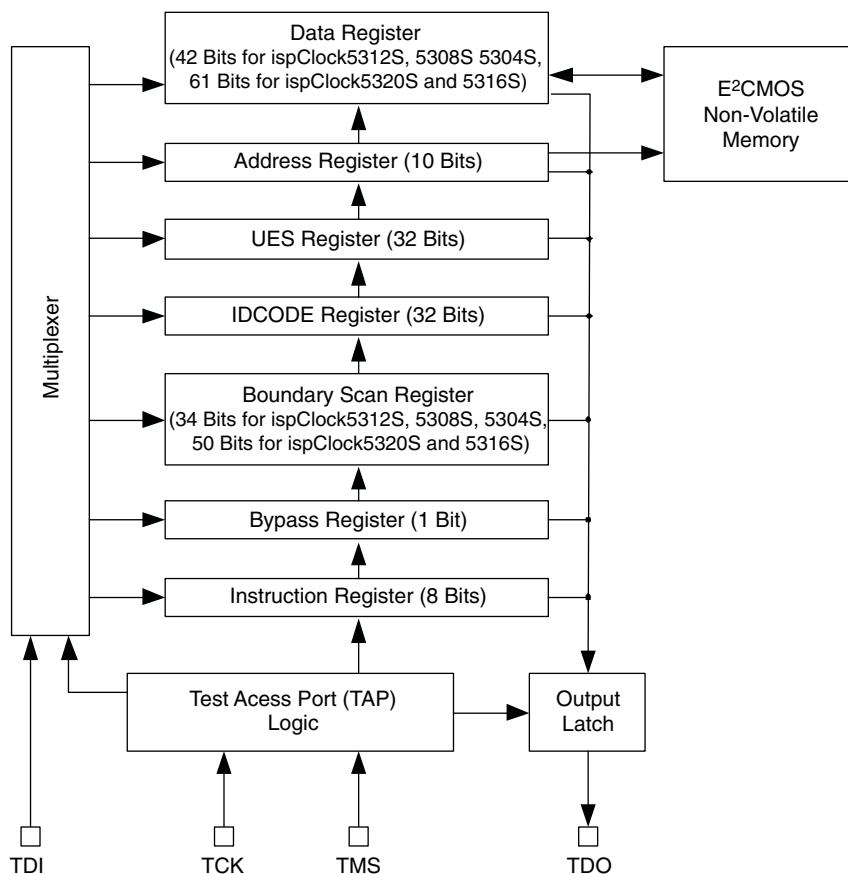 Data Register
(42 Bits for ispClock5312S, 5308S 5304S,
61 Bits for ispClock5320S and 5316S)
E²CMOS
Non-Volatile
Memory
Address Register (10 Bits)
UES Register (32 Bits)
Multiplexer
IDCODE Register (32 Bits)
Boundary Scan Register
(34 Bits for ispClock5312S, 5308S, 5304S,
50 Bits for ispClock5320S and 5316S)
Bypass Register (1 Bit)
Instruction Register (8 Bits)
Test Acess Port (TAP)
Logic
Output
Latch
TDI
TCK
TMS
TDO